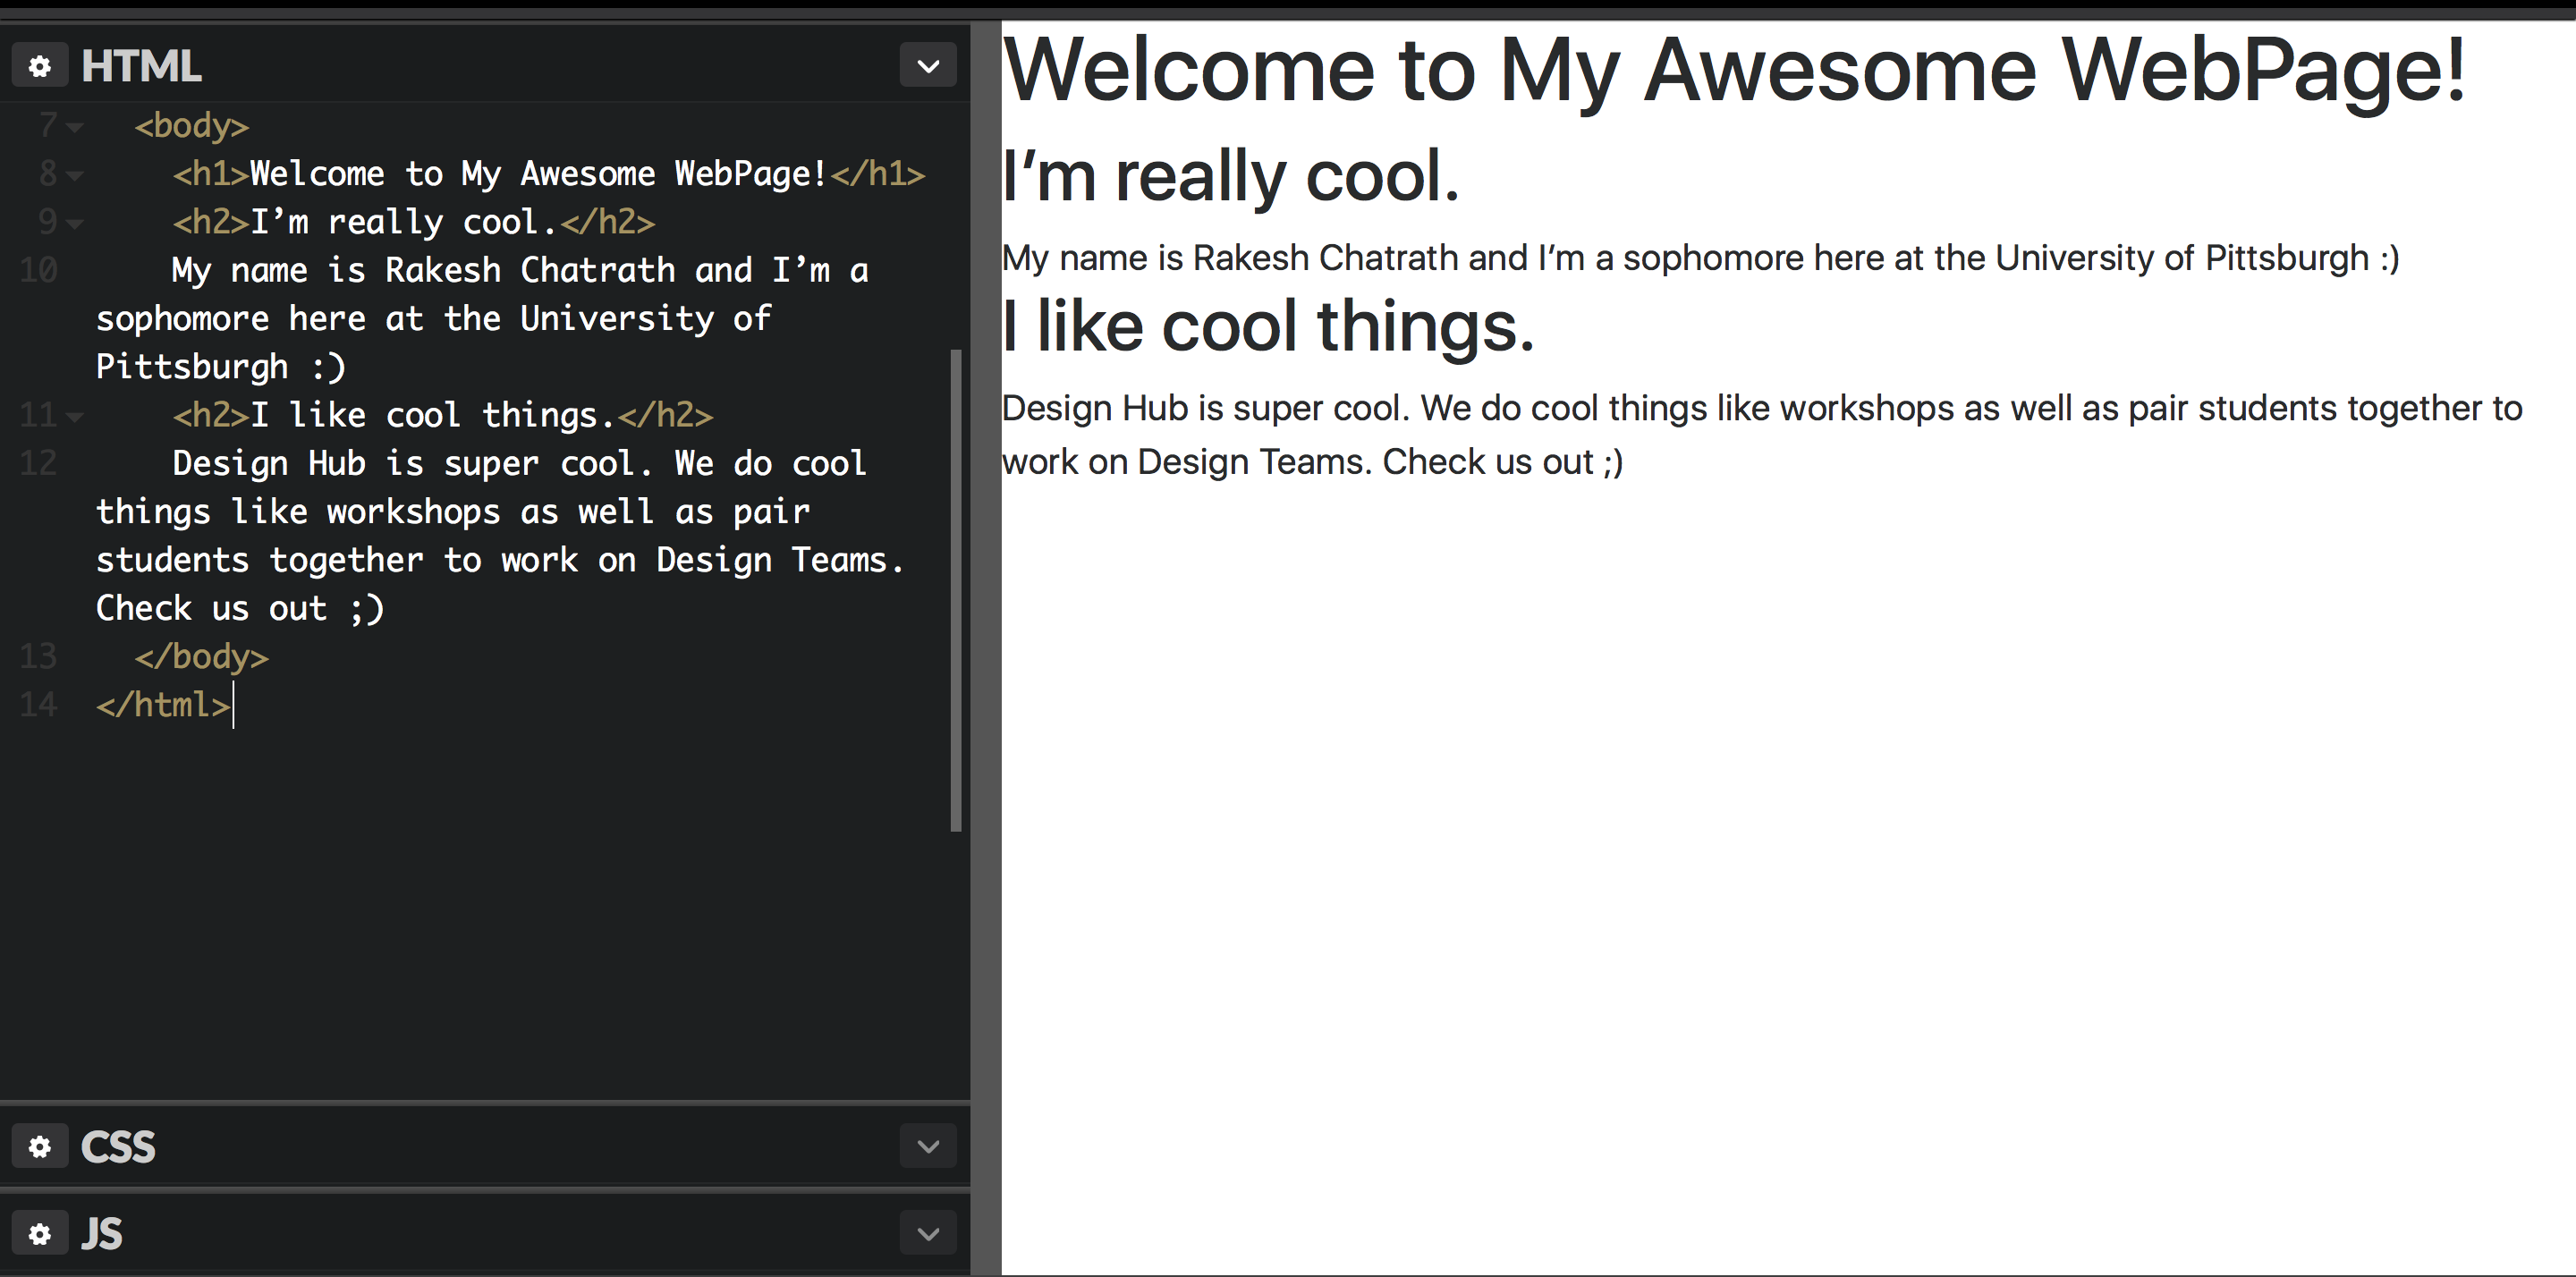 HTML
7 <body>
8 <h1>Welcome to My Awesome WebPage!</h1>
9 <h2>I’m really cool.</h2>
10 My name is Rakesh Chatrath and I’m a
sophomore here at the University of
Pittsburgh :)
11 <h2>I like cool things.</h2>
12 Design Hub is super cool. We do cool
things like workshops as well as pair
students together to work on Design Teams.
Check us out ;)
13 </body>
14 </html>
CSS
JS
Welcome to My Awesome WebPage!
I’m really cool.
My name is Rakesh Chatrath and I’m a sophomore here at the University of Pittsburgh :)
I like cool things.
Design Hub is super cool. We do cool things like workshops as well as pair students together to
work on Design Teams. Check us out ;)